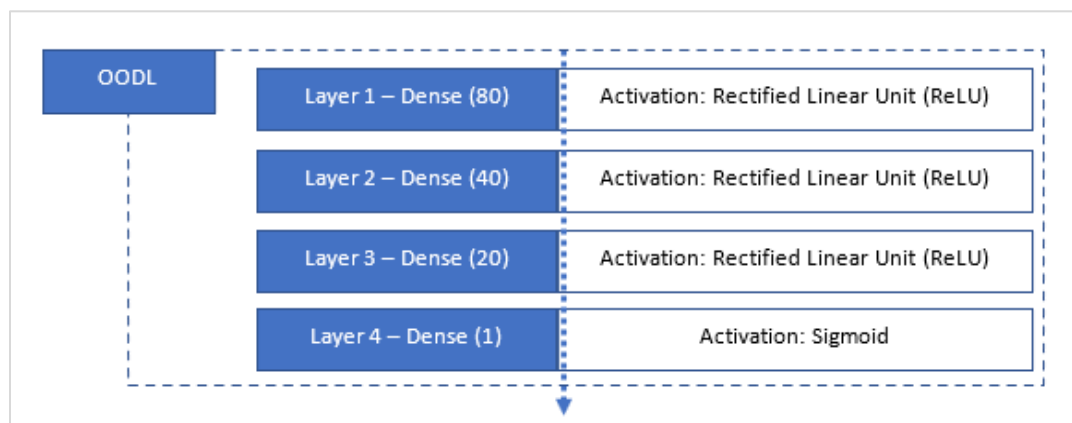 OODL
Layer 1 – Dense (80)
Activation: Rectified Linear Unit (ReLU)
Layer 2 – Dense (40)
Activation: Rectified Linear Unit (ReLU)
Layer 3 – Dense (20)
Activation: Rectified Linear Unit (ReLU)
Layer 4 – Dense (1)
Activation: Sigmoid